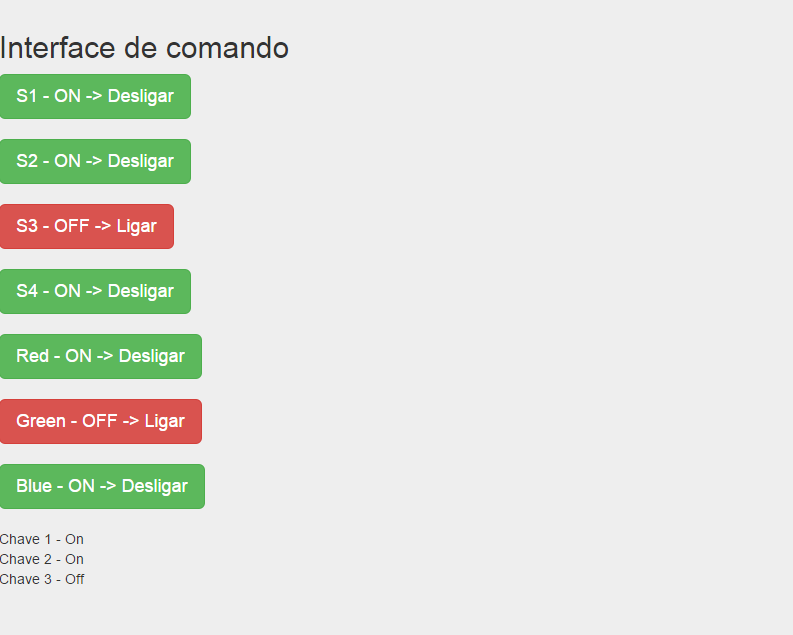 Interface de comando
S1 - ON -> Desligar
S2 - ON -> Desligar
S3 - OFF -> Ligar
S4 - ON -> Desligar
Red - ON -> Desligar
Green - OFF -> Ligar
Blue - ON -> Desligar
Chave 1 - On
Chave 2 - On
Chave 3 - Off